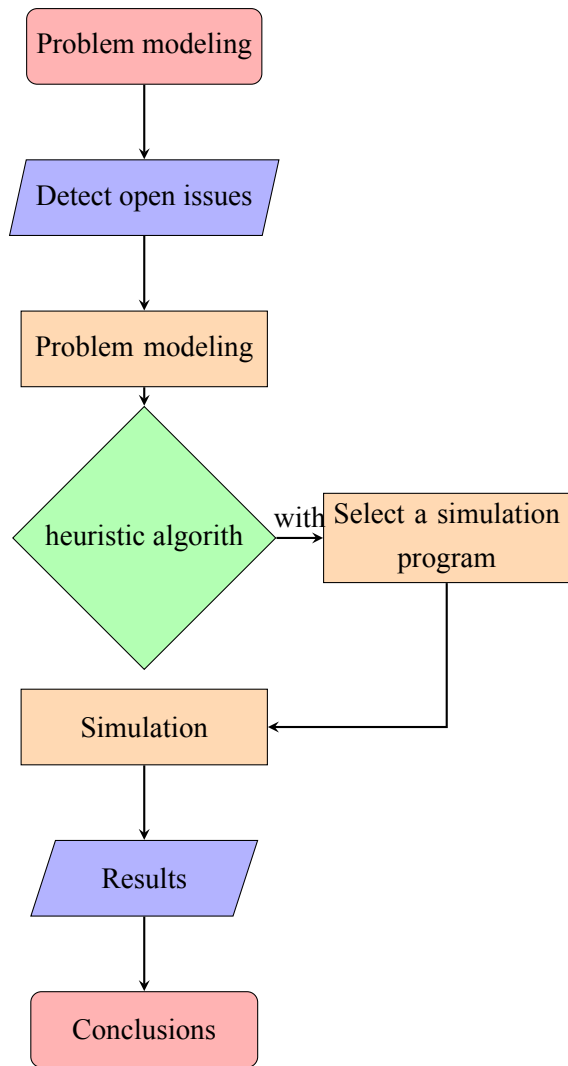 Problem modeling
Detect open issues
Problem modeling
heuristic algorith
with
Select a simulation
program
Simulation
Results
Conclusions